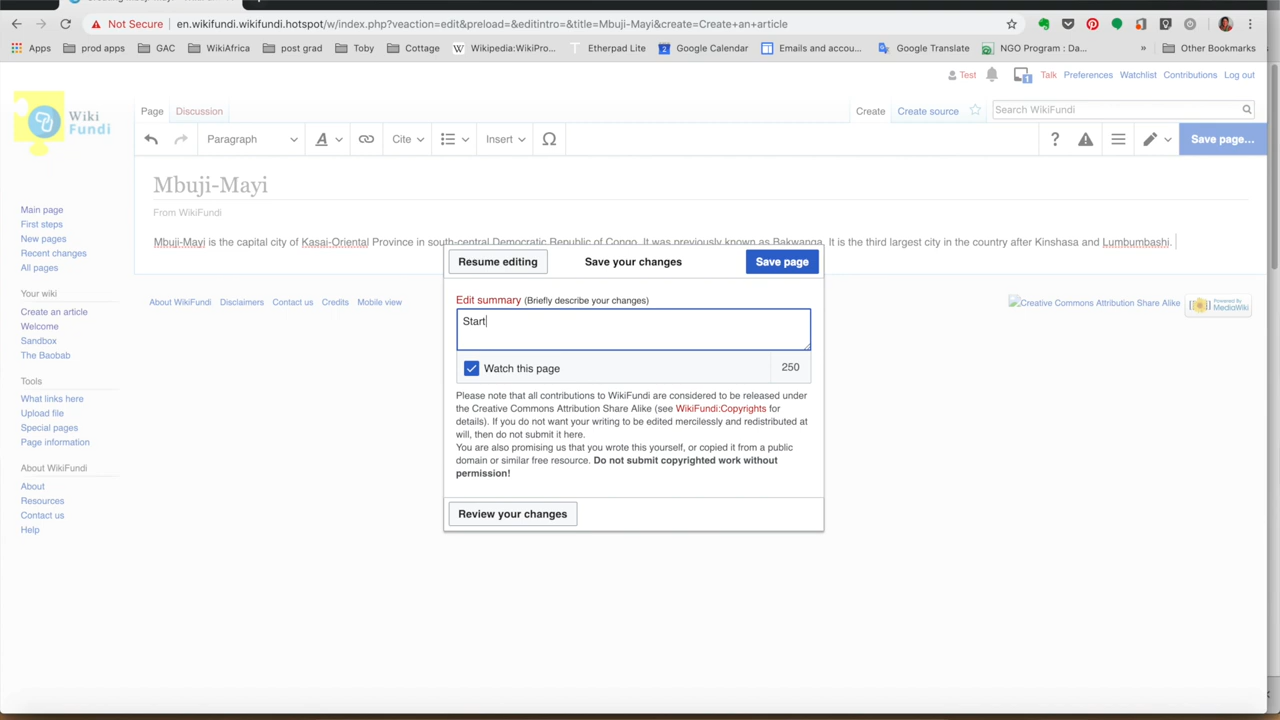 Not Secure en.wikifundi.wikifundi.hotspot/w/index.php?veaction=edit&preload=&editintro=&title=Mbuji-Mayi&create=Create+an+article
Apps prod apps GAC WikiAfrica post grad Toby Cottage Wikipedia:WikiPro... Etherpad Lite Google Calendar Emails and accou... Google Translate NGO Program : Da... » Other Bookmarks
Test 1 Talk Preferences Watchlist Contributions Log out
Wiki
Fundi
Page Discussion Create Create source Search WikiFundi
Paragraph A Cite Insert Ω ? Save page...
Mbuji-Mayi
From WikiFundi
Mbuji-Mayi is the capital city of Kasai-Oriental Province in south-central Democratic Republic of Congo. It was previously known as Bakwanga. It is the third largest city in the country after Kinshasa and Lumbumbashi.
Main page
First steps
New pages
Recent changes
All pages
Your wiki
Create an article
Welcome
Sandbox
The Baobab
Tools
What links here
Upload file
Special pages
Page information
About WikiFundi
About
Resources
Contact us
Help
Resume editing Save your changes Save page
Edit summary (Briefly describe your changes)
Start
Watch this page 250
Please note that all contributions to WikiFundi are considered to be released under
the Creative Commons Attribution Share Alike (see WikiFundi:Copyrights for
details). If you do not want your writing to be edited mercilessly and redistributed at
will, then do not submit it here.
You are also promising us that you wrote this yourself, or copied it from a public
domain or similar free resource. Do not submit copyrighted work without
permission!
Review your changes
About WikiFundi Disclaimers Contact us Credits Mobile view
Creative Commons Attribution Share Alike
Powered By
MediaWiki